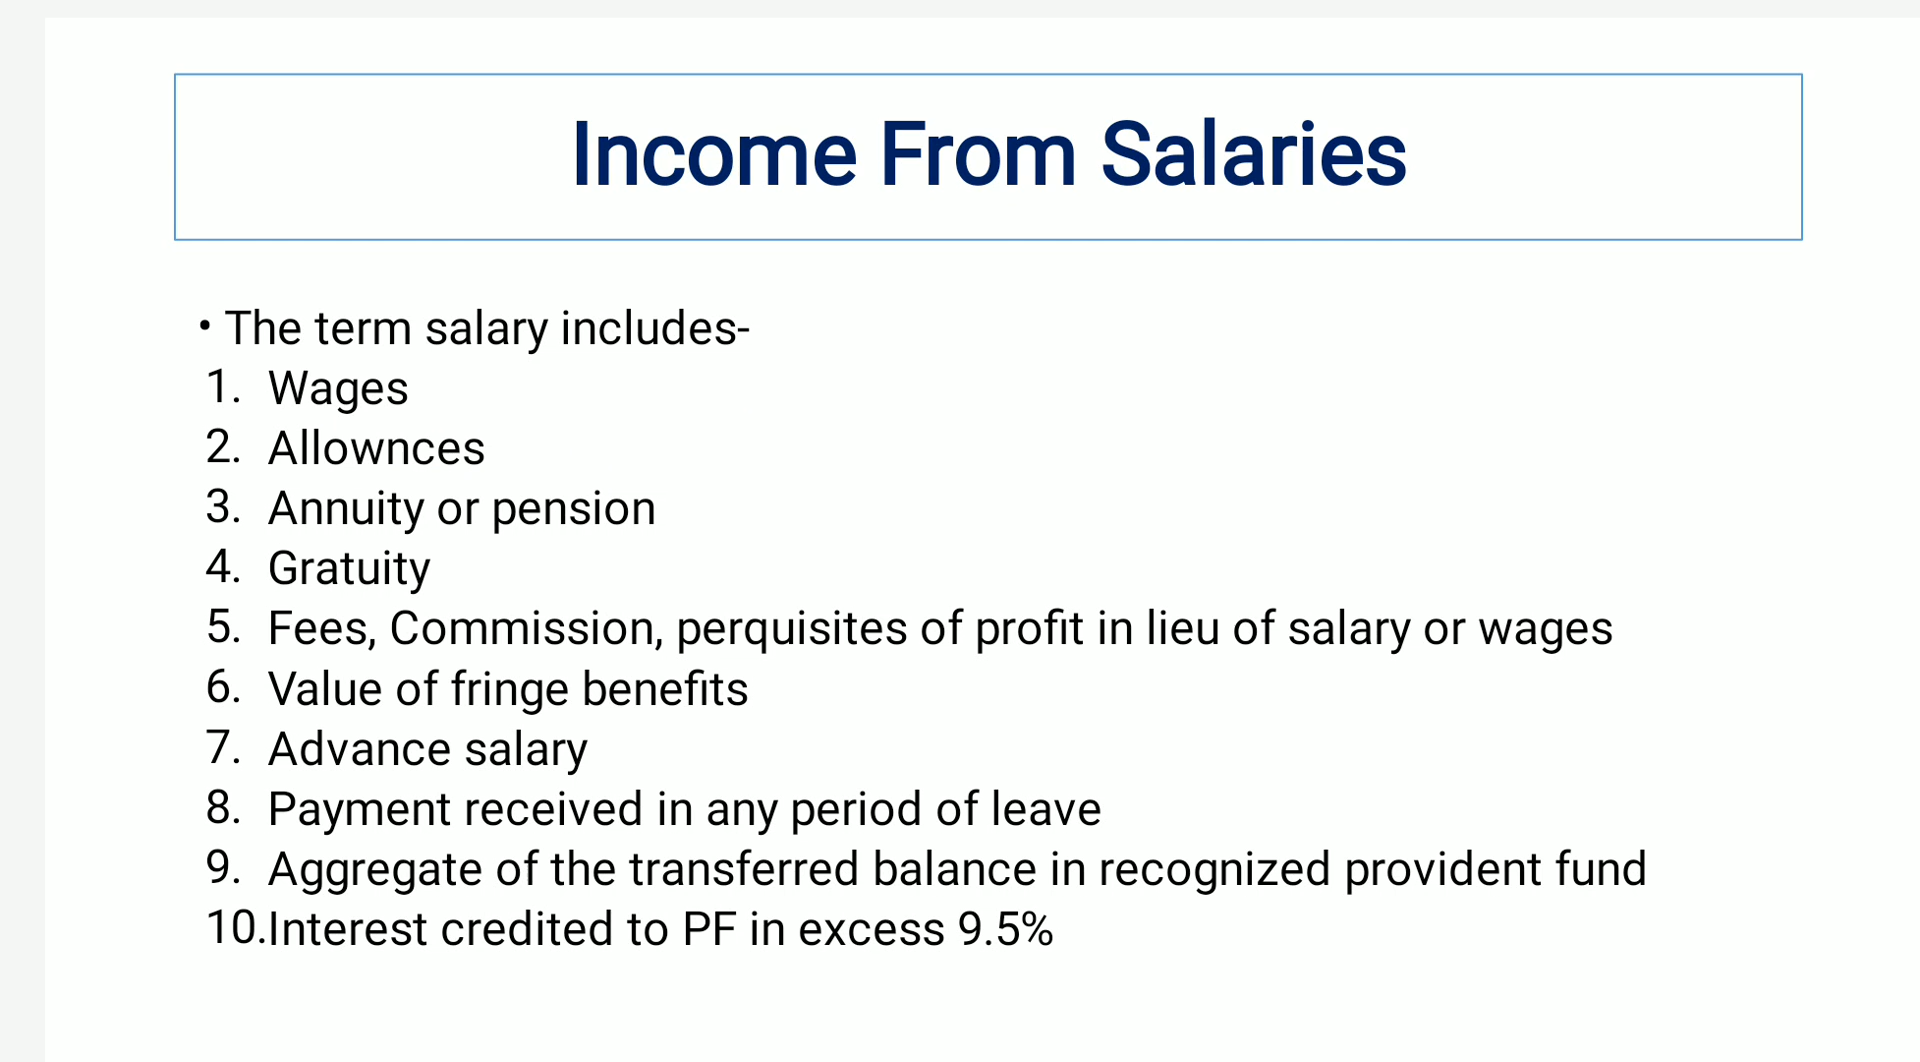 Income From Salaries
• The term salary includes-
1. Wages
2. Allownces
3. Annuity or pension
4. Gratuity
5. Fees, Commission, perquisites of profit in lieu of salary or wages
6. Value of fringe benefits
7. Advance salary
8. Payment received in any period of leave
9. Aggregate of the transferred balance in recognized provident fund
10.Interest credited to PF in excess 9.5%